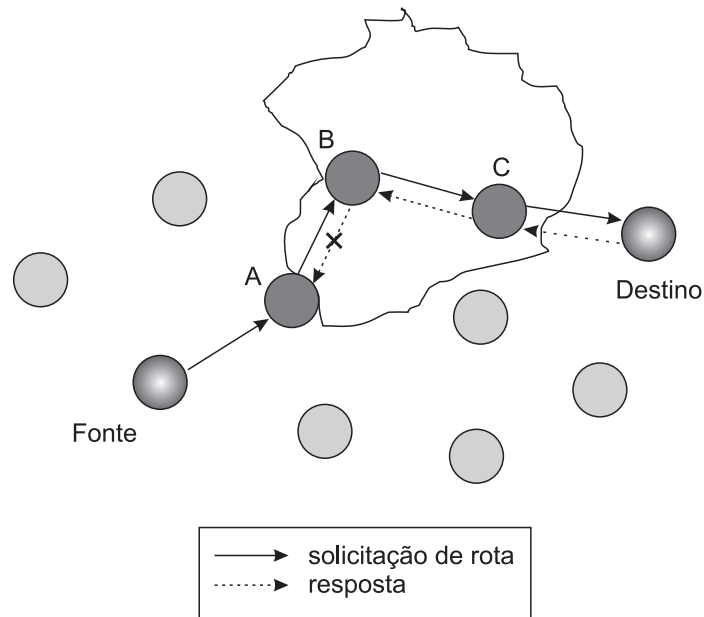 B
C
A
Destino
Fonte
solicitação de rota
resposta